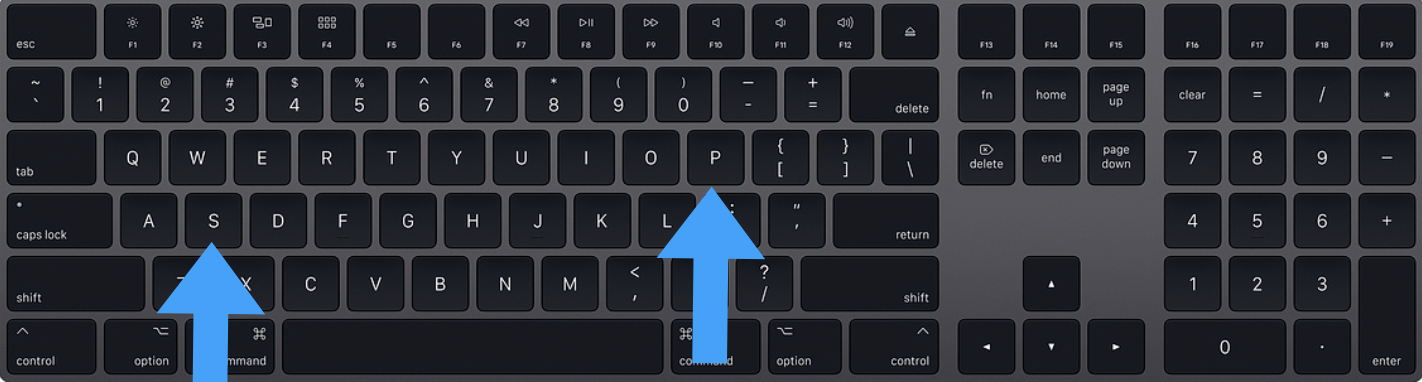 esc F1 F2 F3 F4 F5 F6 F7 F8 F9 F10 F11 F12 F13 F14 F15 F16 F17 F18 F19
~ ! @ # $ % ^ & * ( ) — +
` 1 2 3 4 5 6 7 8 9 0 - = delete fn home page up clear = / *
tab Q W E R T Y U I O P { [ } ] | \ delete end page down 7 8 9 −
caps lock A S D F G H J K L " , return 4 5 6 +
shift X C V B N M < , ? / shift 1 2 3
control option ⌘ ⌘ option control 0 . enter